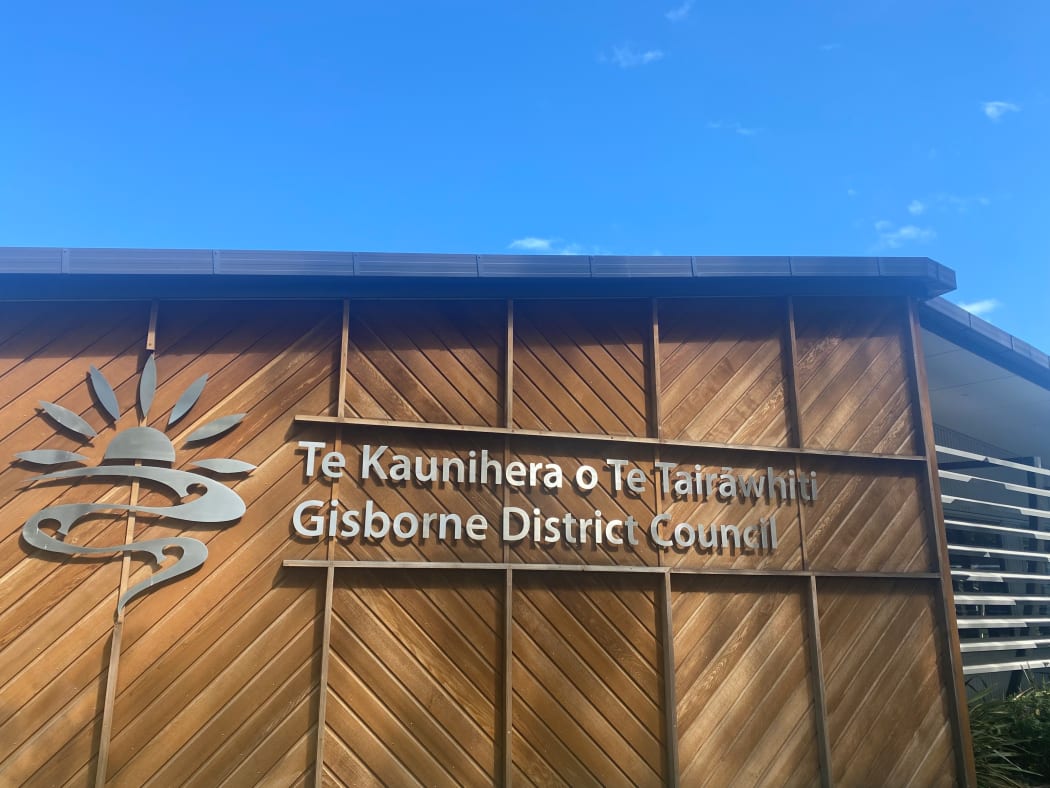 Te Kaunihera o Te Tairāwhiti
Gisborne District Council